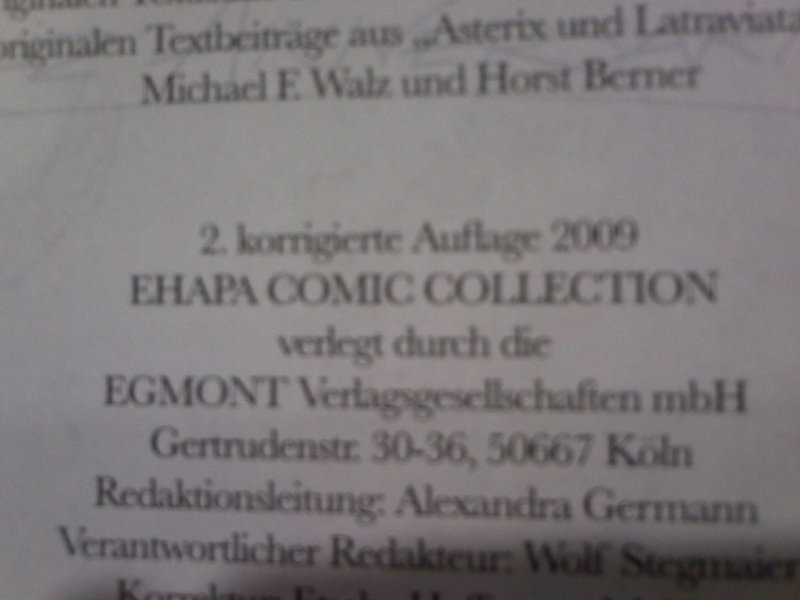 originalen Textbeiträge aus „Asterix und Latraviata
Michael F. Walz und Horst Berner
2. korrigierte Auflage 2009
EHAPA COMIC COLLECTION
verlegt durch die
EGMONT Verlagsgesellschaften mbH
Gertrudenstr. 30-36, 50667 Köln
Redaktionsleitung: Alexandra Germann
Verantwortlicher Redakteur: Wolf Stegmaier